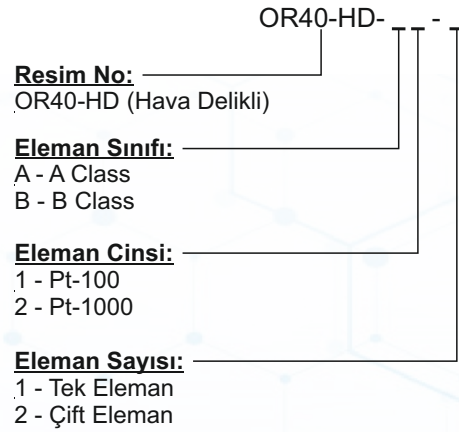 OR40-HD-_ _ - _
Resim No:
OR40-HD (Hava Delikli)
Eleman Sınıfı:
A - A Class
B - B Class
Eleman Cinsi:
1 - Pt-100
2 - Pt-1000
Eleman Sayısı:
1 - Tek Eleman
2 - Çift Eleman